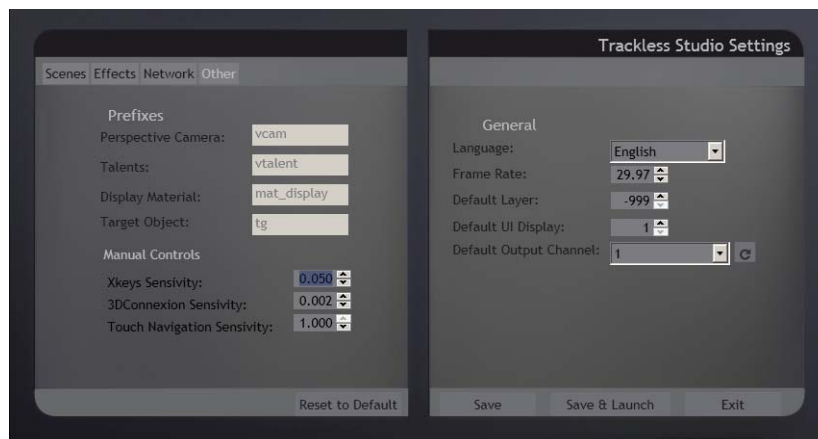 Trackless Studio Settings
Scenes Effects Network Other
Prefixes
Perspective Camera: vcam
Talents: vtalent
Display Material: mat_display
Target Object: tg
Manual Controls
Xkeys Sensivity: 0.050
3DConnexion Sensivity: 0.002
Touch Navigation Sensivity: 1.000
Reset to Default
General
Language: English
Frame Rate: 29.97
Default Layer: -999
Default UI Display: 1
Default Output Channel: 1
Save Save & Launch Exit